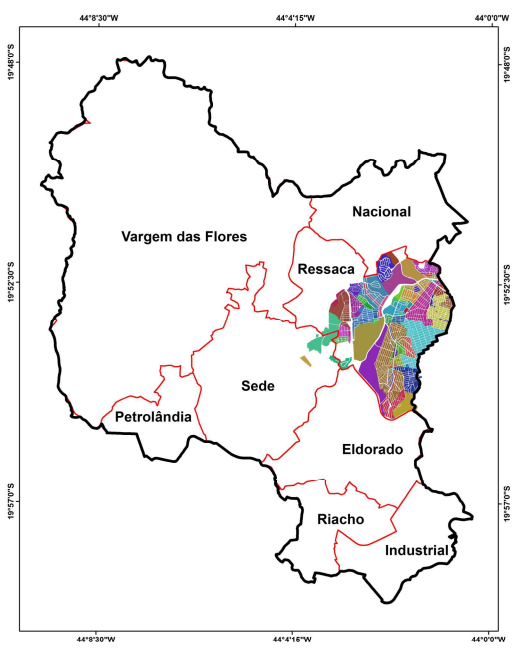 44°8'30"W 44°4'15"W 44°0'0"W
19°48'0"S 19°48'0"S
Nacional
Vargem das Flores
Ressaca
19°52'30"S 19°52'30"S
Sede
Petrolândia
Eldorado
19°57'0"S 19°57'0"S
Riacho
Industrial
44°8'30"W 44°4'15"W 44°0'0"W